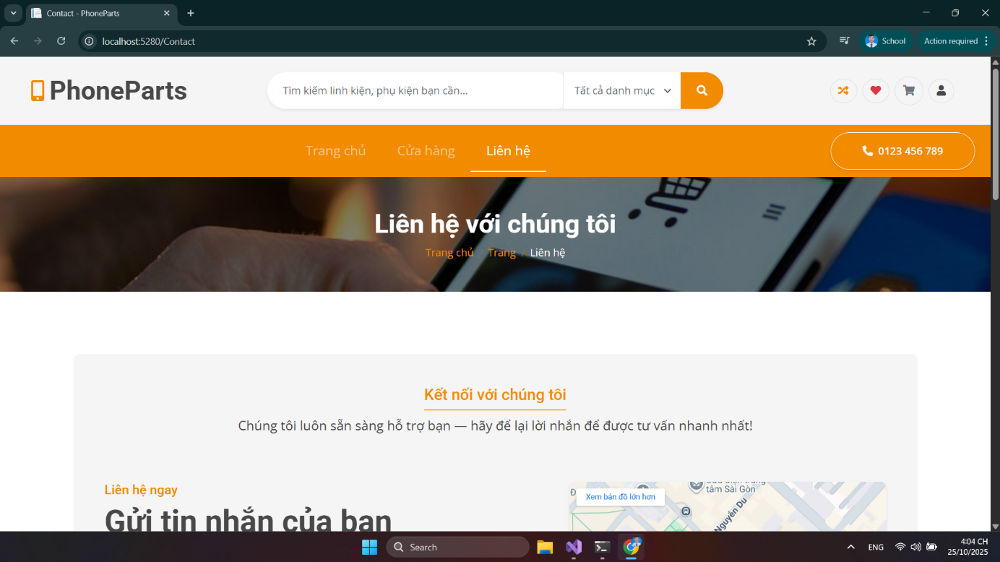 Contact - PhoneParts
localhost:5280/Contact
School
Action required
PhoneParts
Tìm kiếm linh kiện, phụ kiện bạn cần...
Tất cả danh mục
Trang chủ
Cửa hàng
Liên hệ
0123 456 789
Liên hệ với chúng tôi
Trang chủ / Trang / Liên hệ
Kết nối với chúng tôi
Chúng tôi luôn sẵn sàng hỗ trợ bạn — hãy để lại lời nhắn để được tư vấn nhanh nhất!
Liên hệ ngay
Gửi tin nhắn của bạn
tâm Sài Gòn
Xem bản đồ lớn hơn
Nguyễn Du
Search
ENG
4:04 CH
25/10/2025